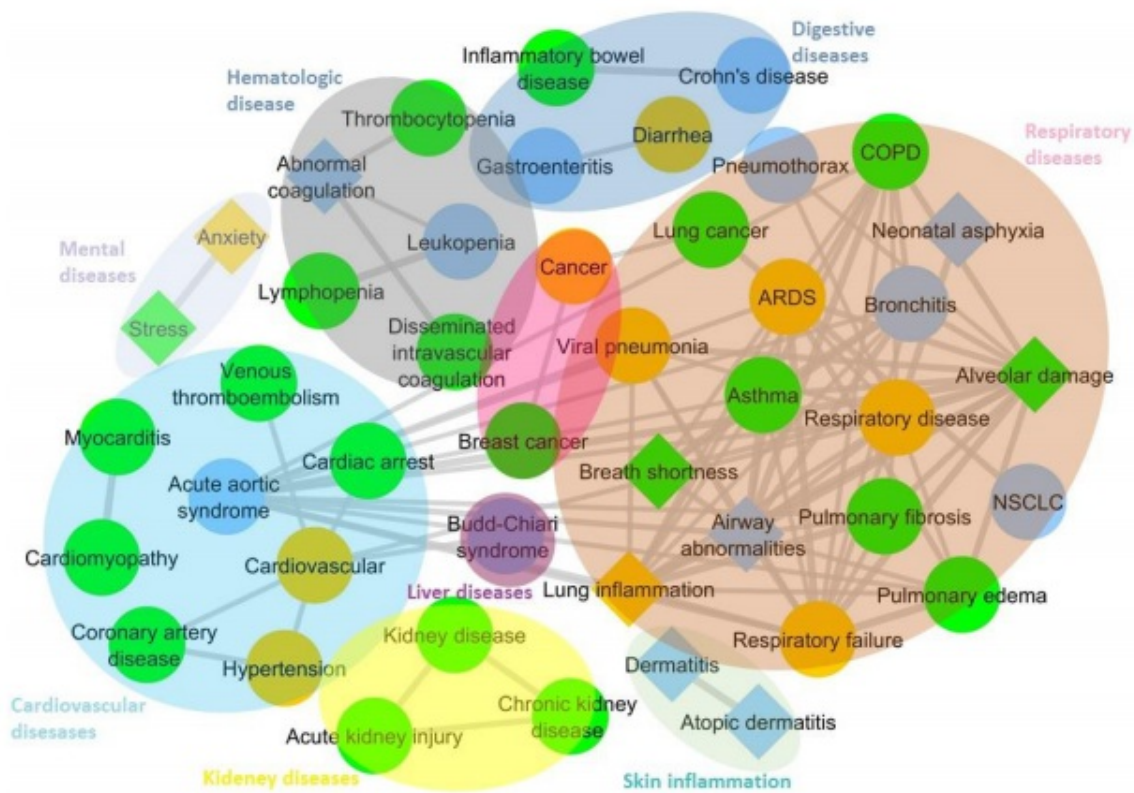 Digestive
diseases
Inflammatory bowel
disease
Crohn's disease
Hematologic
disease
Thrombocytopenia
Diarrhea
Gastroenteritis
Abnormal
coagulation
Pneumothorax
COPD
Respiratory
diseases
Leukopenia
Lung cancer
Neonatal asphyxia
Mental
diseases
Anxiety
Cancer
Lymphopenia
ARDS
Bronchitis
Stress
Disseminated
intravascular
coagulation
Viral pneumonia
Venous
thromboembolism
Asthma
Alveolar damage
Respiratory disease
Myocarditis
Cardiac arrest
Breast cancer
Breath shortness
Acute aortic
syndrome
NSCLC
Budd-Chiari
syndrome
Airway
abnormalities
Pulmonary fibrosis
Cardiomyopathy
Cardiovascular
Liver diseases
Lung inflammation
Pulmonary edema
Coronary artery
disease
Kidney disease
Respiratory failure
Hypertension
Dermatitis
Cardiovascular
disesases
Chronic kidney
disease
Atopic dermatitis
Acute kidney injury
Kideney diseases
Skin inflammation